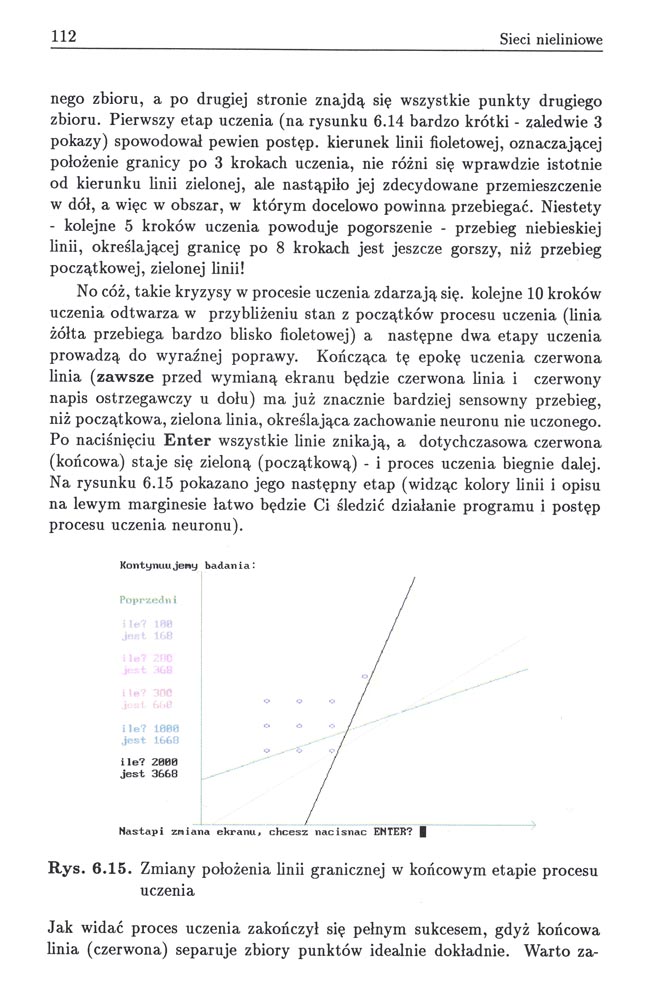 112
Sieci nieliniowe
nego zbioru, a po drugiej stronie znajdą się wszystkie punkty drugiego
zbioru. Pierwszy etap uczenia (na rysunku 6.14 bardzo krótki - zaledwie 3
pokazy) spowodował pewien postęp. kierunek linii fioletowej, oznaczającej
położenie granicy po 3 krokach uczenia, nie różni się wprawdzie istotnie
od kierunku linii zielonej, ale nastąpiło jej zdecydowane przemieszczenie
w dół, a więc w obszar, w którym docelowo powinna przebiegać. Niestety
- kolejne 5 kroków uczenia powoduje pogorszenie - przebieg niebieskiej
linii, określającej granicę po 8 krokach jest jeszcze gorszy, niż przebieg
początkowej, zielonej linii!
No cóż, takie kryzysy w procesie uczenia zdarzają się. kolejne 10 kroków
uczenia odtwarza w przybliżeniu stan z początków procesu uczenia (linia
żółta przebiega bardzo blisko fioletowej) a następne dwa etapy uczenia
prowadzą do wyraźnej poprawy. Kończąca tę epokę uczenia czerwona
linia (zawsze przed wymianą ekranu będzie czerwona linia i czerwony
napis ostrzegawczy u dołu) ma już znacznie bardziej sensowny przebieg,
niż początkowa, zielona linia, określająca zachowanie neuronu nie uczonego.
Po naciśnięciu Enter wszystkie linie znikają, a dotychczasowa czerwona
(końcowa) staje się zieloną (początkową) - i proces uczenia biegnie dalej.
Na rysunku 6.15 pokazano jego następny etap (widząc kolory linii i opisu
na lewym marginesie łatwo będzie Ci śledzić działanie programu i postęp
procesu uczenia neuronu).
Kontynuujemy badania:
Poprzedni
ile? 100
jest 168
ile? 200
jest 368
ile? 300
jest 668
ile? 1000
jest 1668
ile? 2000
jest 3668
Nastapi zmiana ekranu, chcesz nacisnac ENTER?
Rys. 6.15. Zmiany położenia linii granicznej w końcowym etapie procesu
uczenia
Jak widać proces uczenia zakończył się pełnym sukcesem, gdyż końcowa
linia (czerwona) separuje zbiory punktów idealnie dokładnie. Warto za-